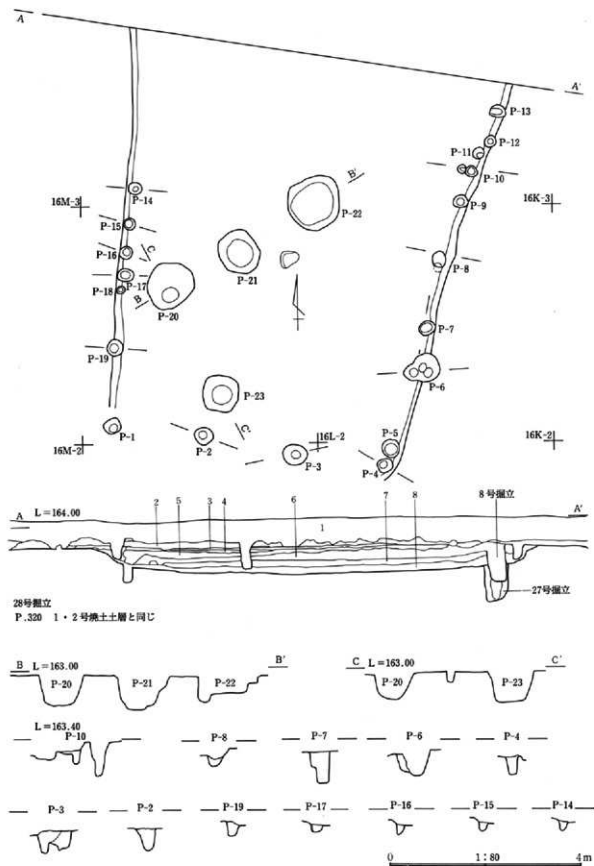 A
A'
P-13
P-12
P-11
P-10
B'
16M-3
P-14
P-22
P-9
16K-3
P-15
C
P-16
P-21
P-8
P-17
P-18
B
P-20
P-7
P-19
P-6
P-23
C'
P-1
P-2
16L-2
P-5
16M-2
P-3
P-4
16K-2
A L=164.00 2 5 3 4 6 7 8 8号掘立 A'
1
27号掘立
28号掘立
P.320 1・2号焼土土層と同じ
B L=163.00 B' C L=163.00 C'
P-20 P-21 P-22 P-20 P-23
L=163.40
P-10 P-8 P-7 P-6 P-4
P-3 P-2 P-19 P-17 P-16 P-15 P-14
0 1:80 4m